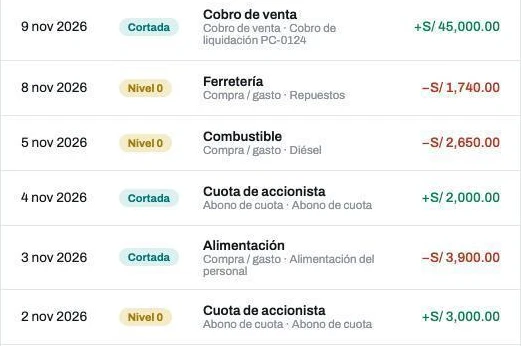 9 nov 2026 Cortada Cobro de venta +S/ 45,000.00
Cobro de venta · Cobro de
liquidación PC-0124
8 nov 2026 Nivel 0 Ferretería −S/ 1,740.00
Compra / gasto · Repuestos
5 nov 2026 Nivel 0 Combustible −S/ 2,650.00
Compra / gasto · Diésel
4 nov 2026 Cortada Cuota de accionista +S/ 2,000.00
Abono de cuota · Abono de cuota
3 nov 2026 Cortada Alimentación −S/ 3,900.00
Compra / gasto · Alimentación del
personal
2 nov 2026 Nivel 0 Cuota de accionista +S/ 3,000.00
Abono de cuota · Abono de cuota